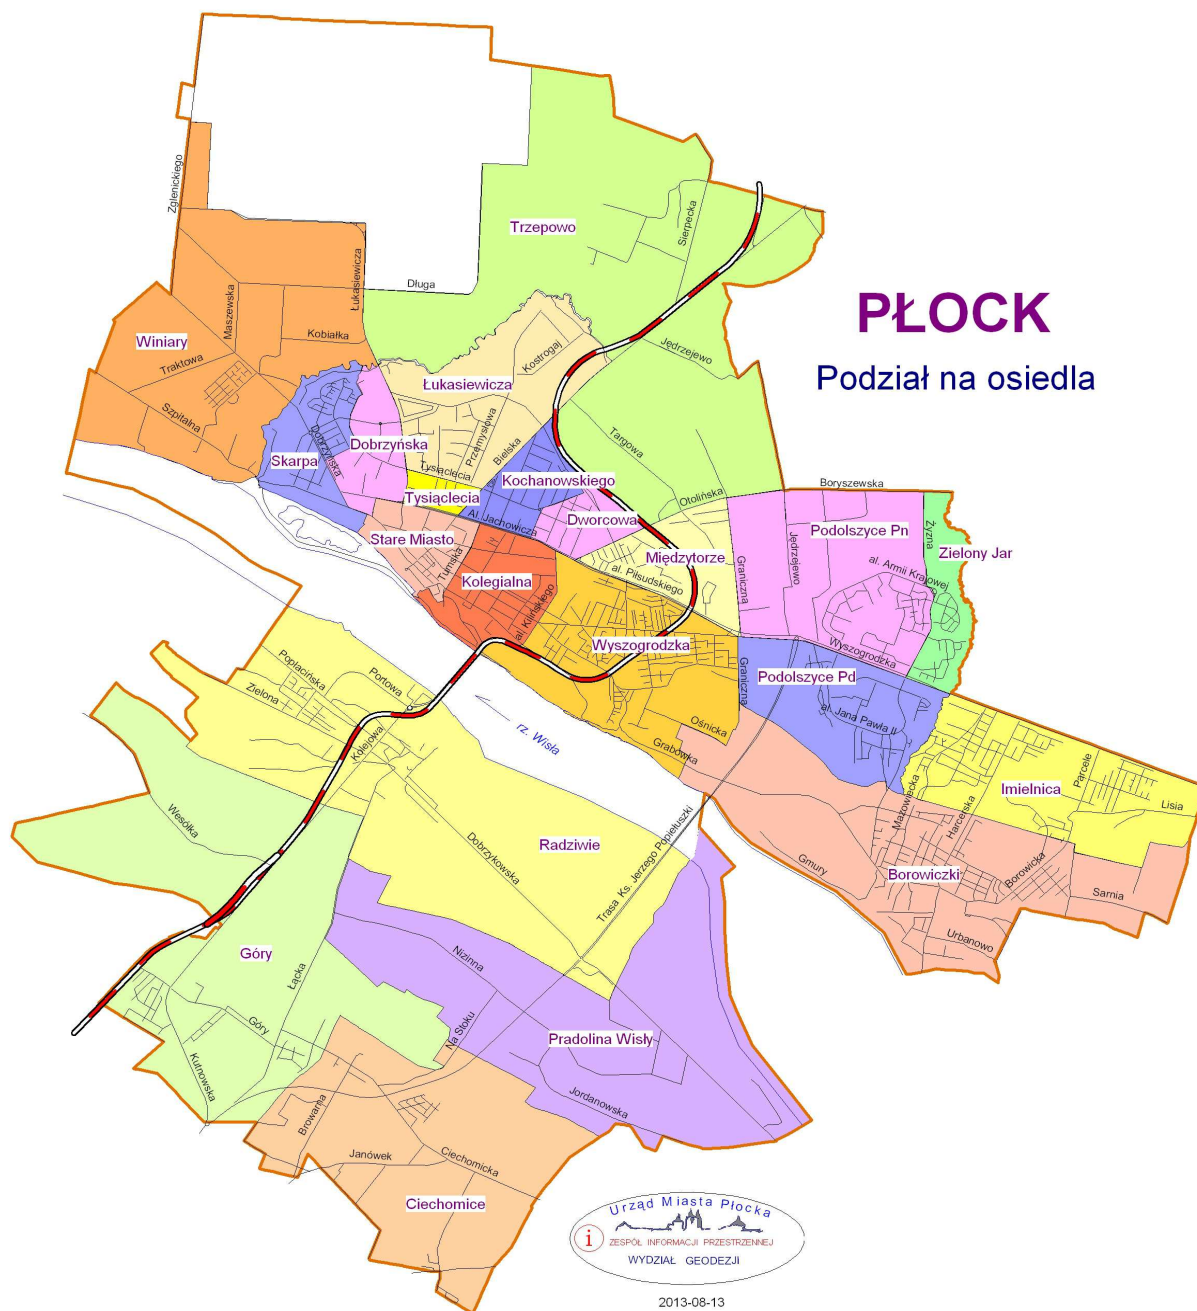 PŁOCK
Podział na osiedla
Zglenickiego
Trzepowo
Sierpecka
Łukasiewicza
Długa
Maszewska
Kobiałka
Winiary
Traktowa
Szpitalna
Kostrogaj
Jędrzejewo
Łukasiewicza
Przemysłowa
Bielska
Targowa
Dobrzyńska
Dobrzyńska
Skarpa
Tysiąclecia
Kochanowskiego
Tysiąclecia
Otolińska
Boryszewska
Al. Jachowicza
Dworcowa
Podolszyce Pn
Żyzna
Stare Miasto
Tumska
Międzytorze
Zielony Jar
Kolegialna
al. Piłsudskiego
Graniczna
Jędrzejewo
al. Armii Krajowej
al. Kilińskiego
Wyszogrodzka
Wyszogrodzka
Graniczna
Podolszyce Pd
Popłacińska
Portowa
Zielona
Kolejowa
rz. Wisła
Ośnicka
al. Jana Pawła II
Grabówka
Mazowiecka
Harcerska
Parcele
Imielnica
Lisia
Wesółka
Dobrzykowska
Radziwie
Trasa Ks. Jerzego Popiełuszki
Gmury
Borowiczki
Borowicka
Sarnia
Urbanowo
Góry
Łącka
Nizinna
Góry
Na Stoku
Pradolina Wisły
Kutnowska
Browarna
Jordanowska
Janówek
Ciechomicka
Ciechomice
Urząd Miasta Płocka
i
ZESPÓŁ INFORMACJI PRZESTRZENNEJ
WYDZIAŁ GEODEZJI
2013-08-13